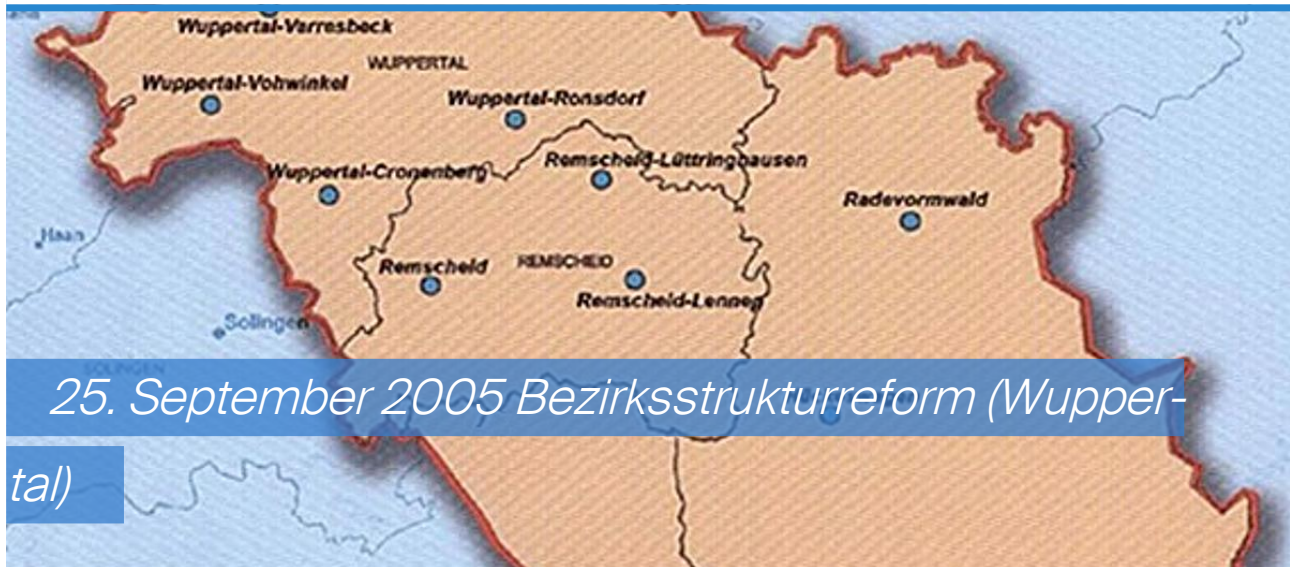 Wuppertal-Varresbeck
WUPPERTAL
Wuppertal-Vohwinkel
Wuppertal-Ronsdorf
Remscheid-Lüttringhausen
Wuppertal-Cronenberg
Radevormwald
Haan
Remscheid
REMSCHEID
Remscheid-Lennep
Solingen
SOLINGEN
25. September 2005 Bezirksstrukturreform (Wupper-
tal)